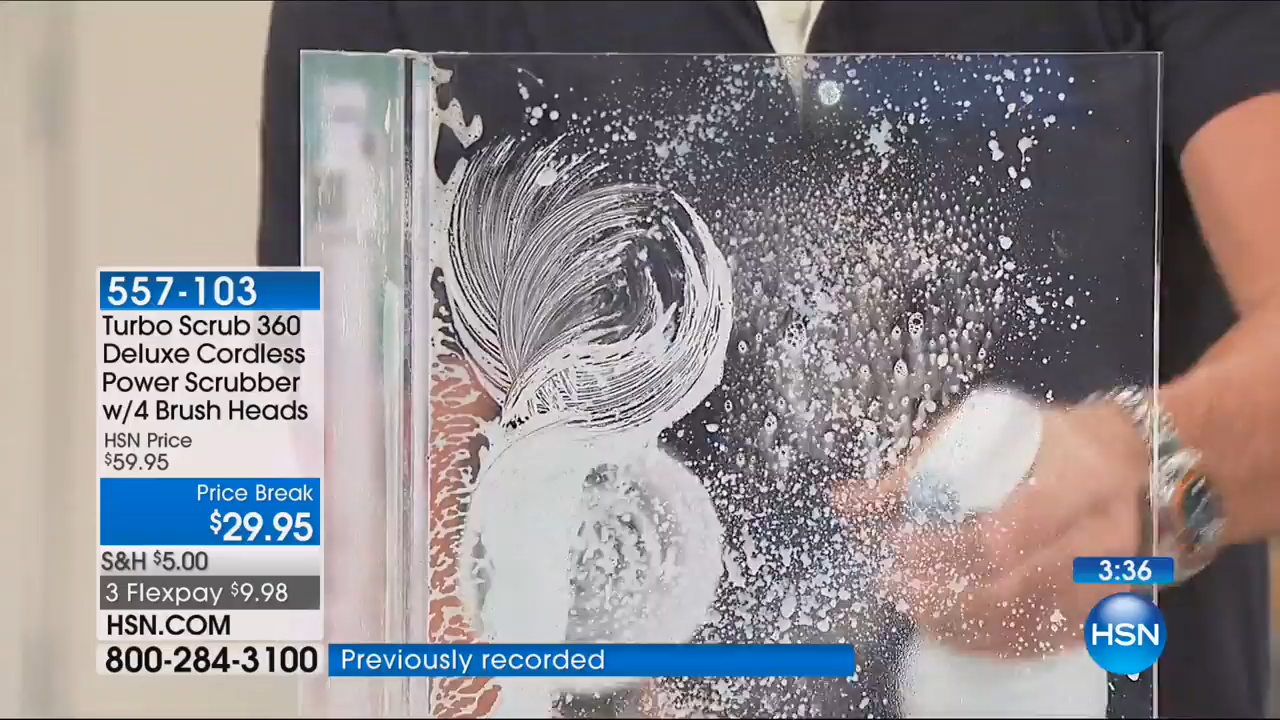 557-103
Turbo Scrub 360
Deluxe Cordless
Power Scrubber
w/4 Brush Heads
HSN Price
$59.95
Price Break
$29.95
S&H $5.00
3 Flexpay $9.98
HSN.COM
800-284-3100
Previously recorded
3:36
HSN